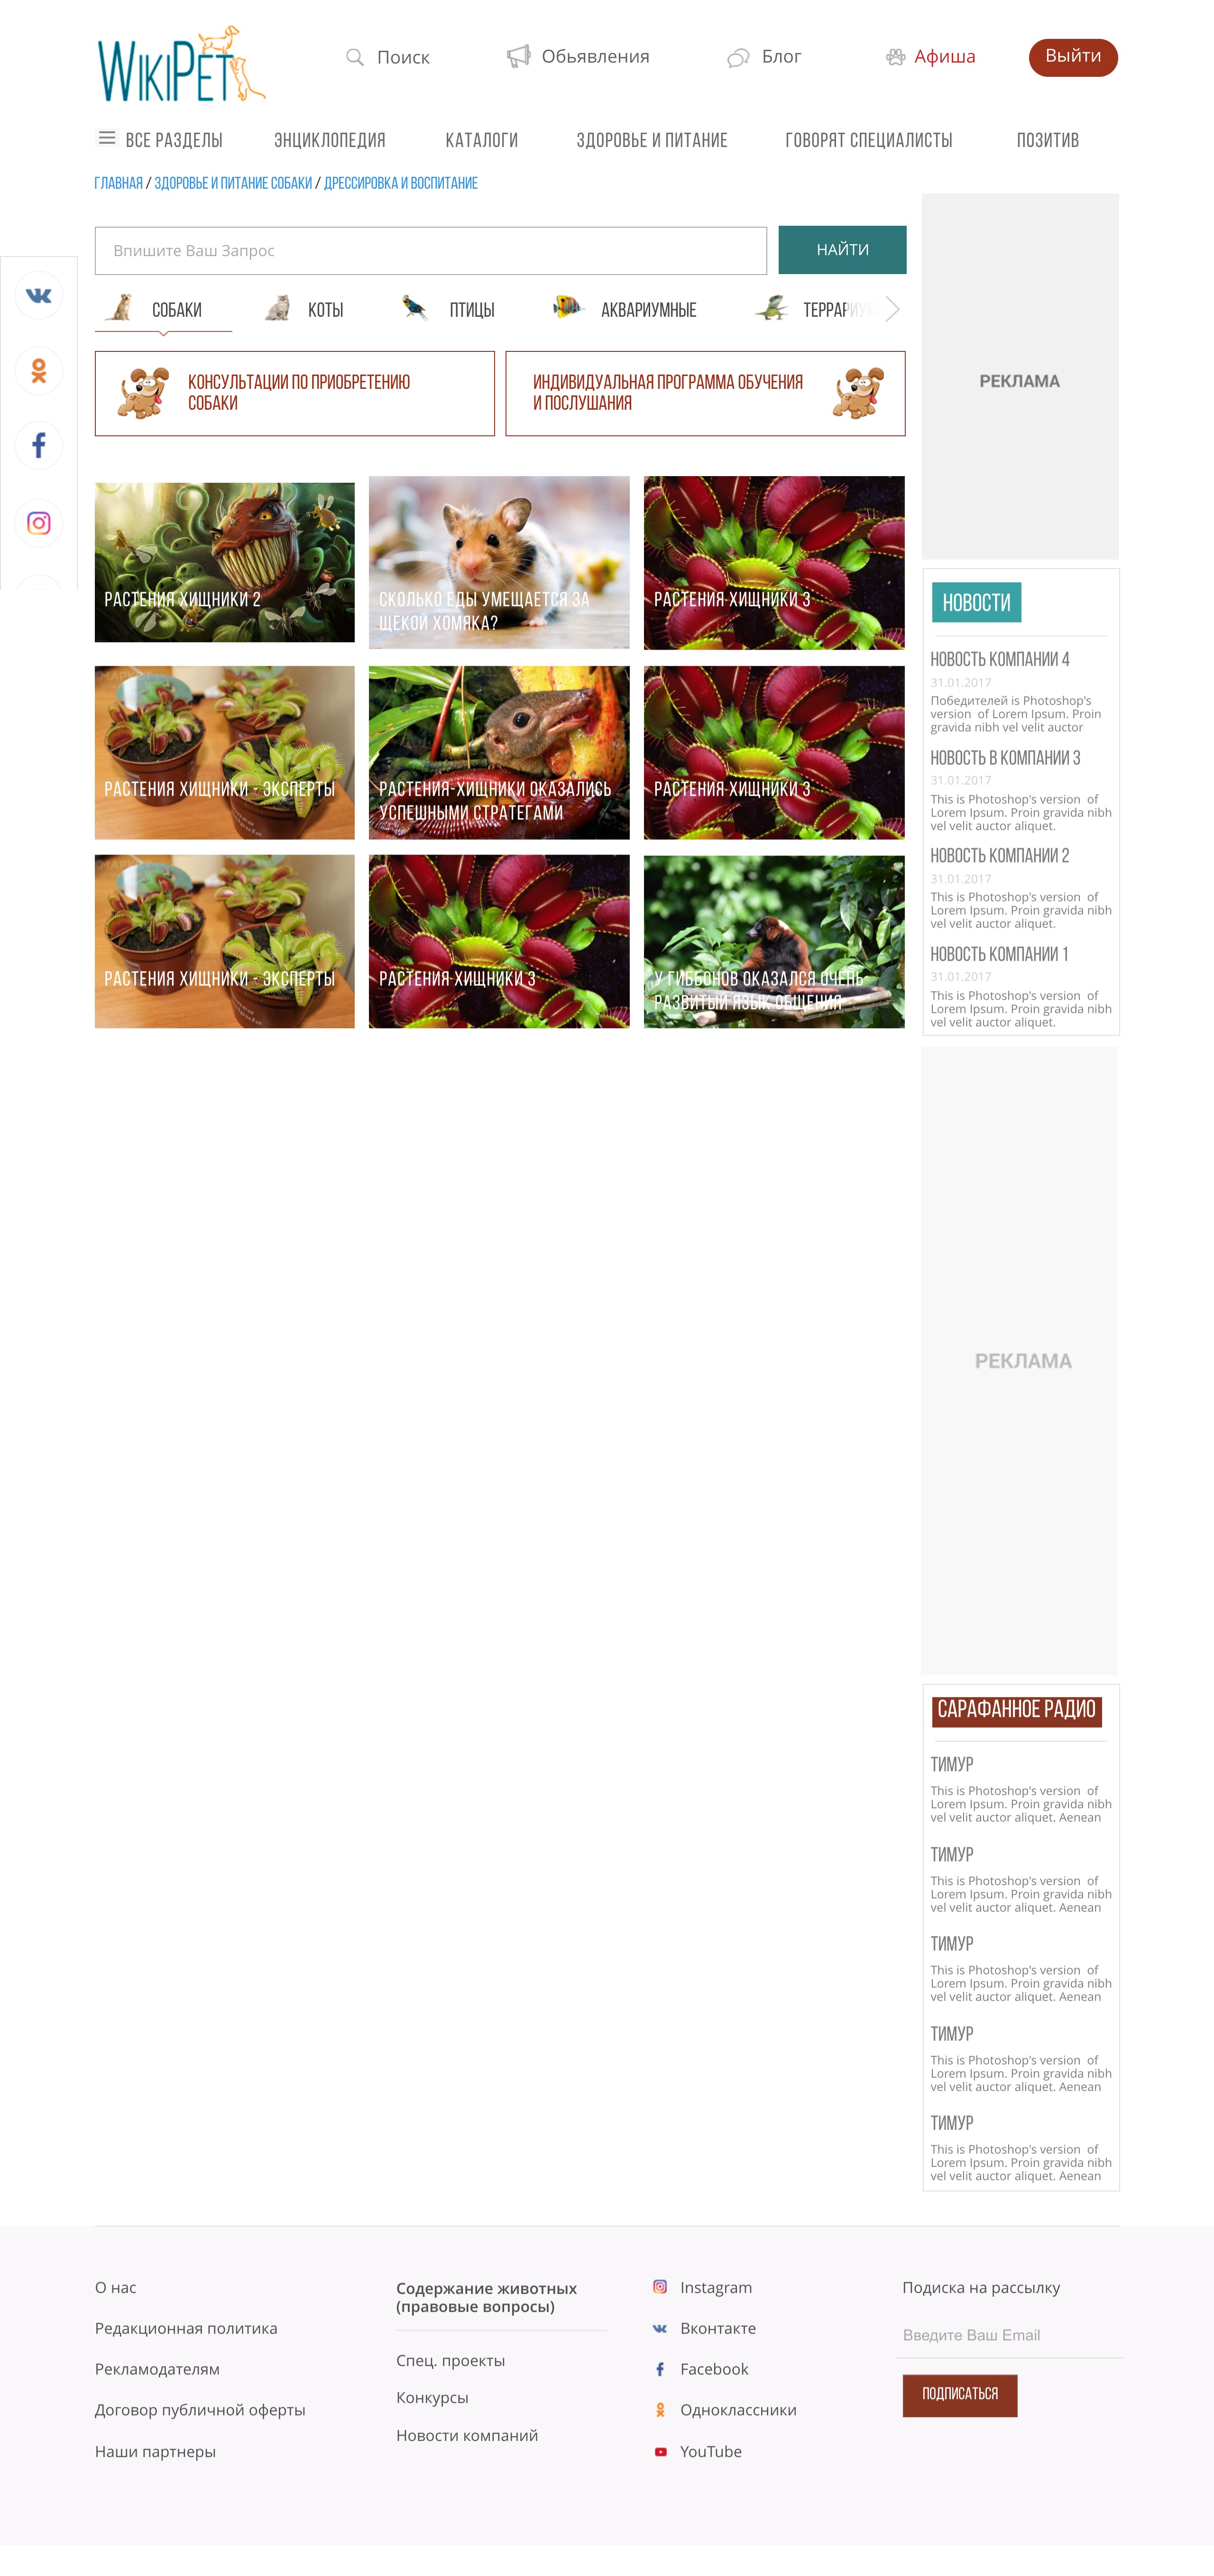 WIKIPET
Поиск
Обьявления
Блог
Афиша
Выйти
ВСЕ РАЗДЕЛЫ
ЭНЦИКЛОПЕДИЯ
КАТАЛОГИ
ЗДОРОВЬЕ И ПИТАНИЕ
ГОВОРЯТ СПЕЦИАЛИСТЫ
ПОЗИТИВ
ГЛАВНАЯ / ЗДОРОВЬЕ И ПИТАНИЕ СОБАКИ / ДРЕССИРОВКА И ВОСПИТАНИЕ
Впишите Ваш Запрос
НАЙТИ
СОБАКИ
КОТЫ
ПТИЦЫ
АКВАРИУМНЫЕ
ТЕРРАРИУМ
КОНСУЛЬТАЦИИ ПО ПРИОБРЕТЕНИЮ
СОБАКИ
ИНДИВИДУАЛЬНАЯ ПРОГРАММА ОБУЧЕНИЯ
И ПОСЛУШАНИЯ
РАСТЕНИЯ ХИЩНИКИ 2
СКОЛЬКО ЕДЫ УМЕЩАЕТСЯ ЗА
ЩЕКОЙ ХОМЯКА?
РАСТЕНИЯ-ХИЩНИКИ 3
РАСТЕНИЯ ХИЩНИКИ - ЭКСПЕРТЫ
РАСТЕНИЯ-ХИЩНИКИ ОКАЗАЛИСЬ
УСПЕШНЫМИ СТРАТЕГАМИ
РАСТЕНИЯ-ХИЩНИКИ 3
РАСТЕНИЯ ХИЩНИКИ - ЭКСПЕРТЫ
РАСТЕНИЯ-ХИЩНИКИ 3
У ГИББОНОВ ОКАЗАЛСЯ ОЧЕНЬ
РАЗВИТЫЙ ЯЗЫК ОБЩЕНИЯ
РЕКЛАМА
НОВОСТИ
НОВОСТЬ КОМПАНИИ 4
31.01.2017
Победителей is Photoshop's
version of Lorem Ipsum. Proin
gravida nibh vel velit auctor
НОВОСТЬ В КОМПАНИИ 3
31.01.2017
This is Photoshop's version of
Lorem Ipsum. Proin gravida nibh
vel velit auctor aliquet.
НОВОСТЬ КОМПАНИИ 2
31.01.2017
This is Photoshop's version of
Lorem Ipsum. Proin gravida nibh
vel velit auctor aliquet.
НОВОСТЬ КОМПАНИИ 1
31.01.2017
This is Photoshop's version of
Lorem Ipsum. Proin gravida nibh
vel velit auctor aliquet.
РЕКЛАМА
САРАФАННОЕ РАДИО
ТИМУР
This is Photoshop's version of
Lorem Ipsum. Proin gravida nibh
vel velit auctor aliquet. Aenean
ТИМУР
This is Photoshop's version of
Lorem Ipsum. Proin gravida nibh
vel velit auctor aliquet. Aenean
ТИМУР
This is Photoshop's version of
Lorem Ipsum. Proin gravida nibh
vel velit auctor aliquet. Aenean
ТИМУР
This is Photoshop's version of
Lorem Ipsum. Proin gravida nibh
vel velit auctor aliquet. Aenean
ТИМУР
This is Photoshop's version of
Lorem Ipsum. Proin gravida nibh
vel velit auctor aliquet. Aenean
О нас
Редакционная политика
Рекламодателям
Договор публичной оферты
Наши партнеры
Содержание животных
(правовые вопросы)
Спец. проекты
Конкурсы
Новости компаний
Instagram
Вконтакте
Facebook
Одноклассники
YouTube
Подиска на рассылку
Введите Ваш Email
ПОДПИСАТЬСЯ